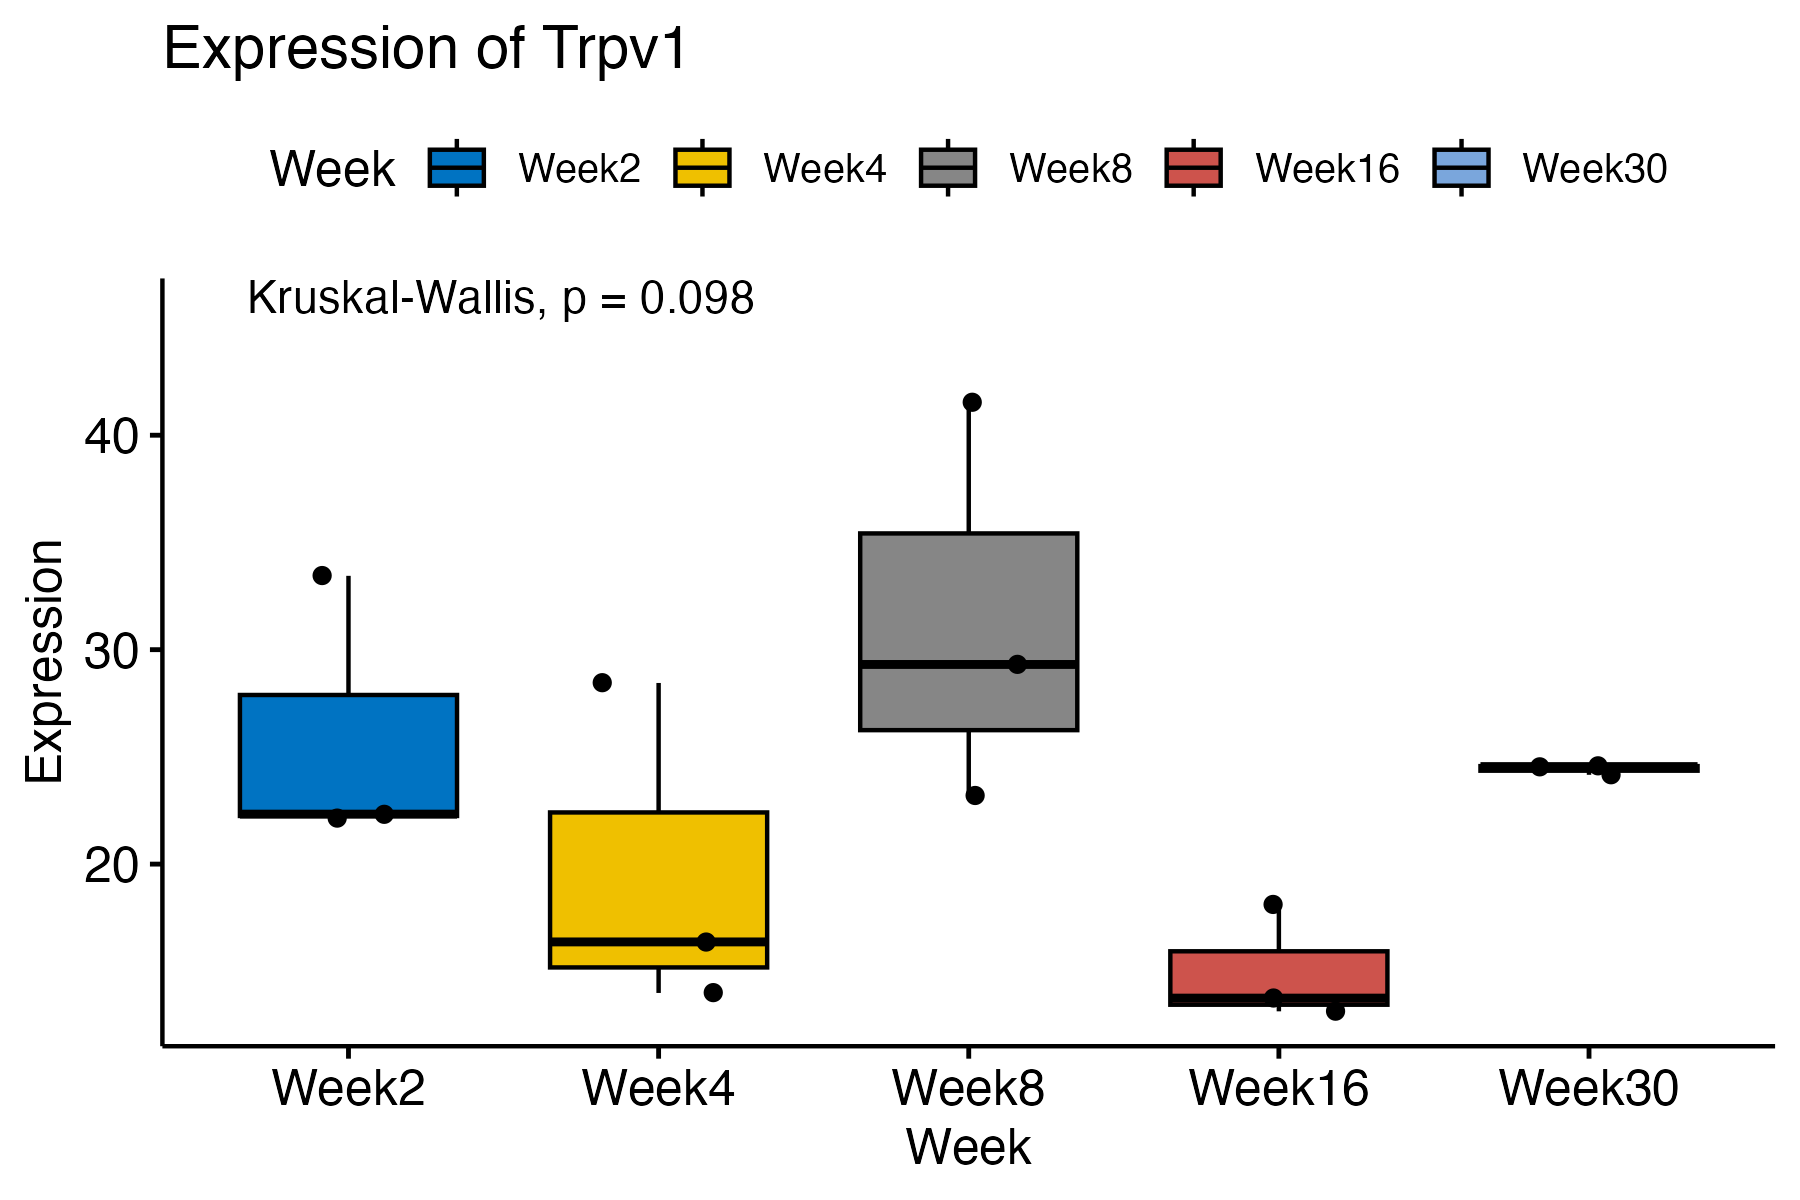 Expression of Trpv1
Week Week2 Week4 Week8 Week16 Week30
Kruskal-Wallis, p = 0.098
Expression
40
30
20
Week2 Week4 Week8 Week16 Week30
Week